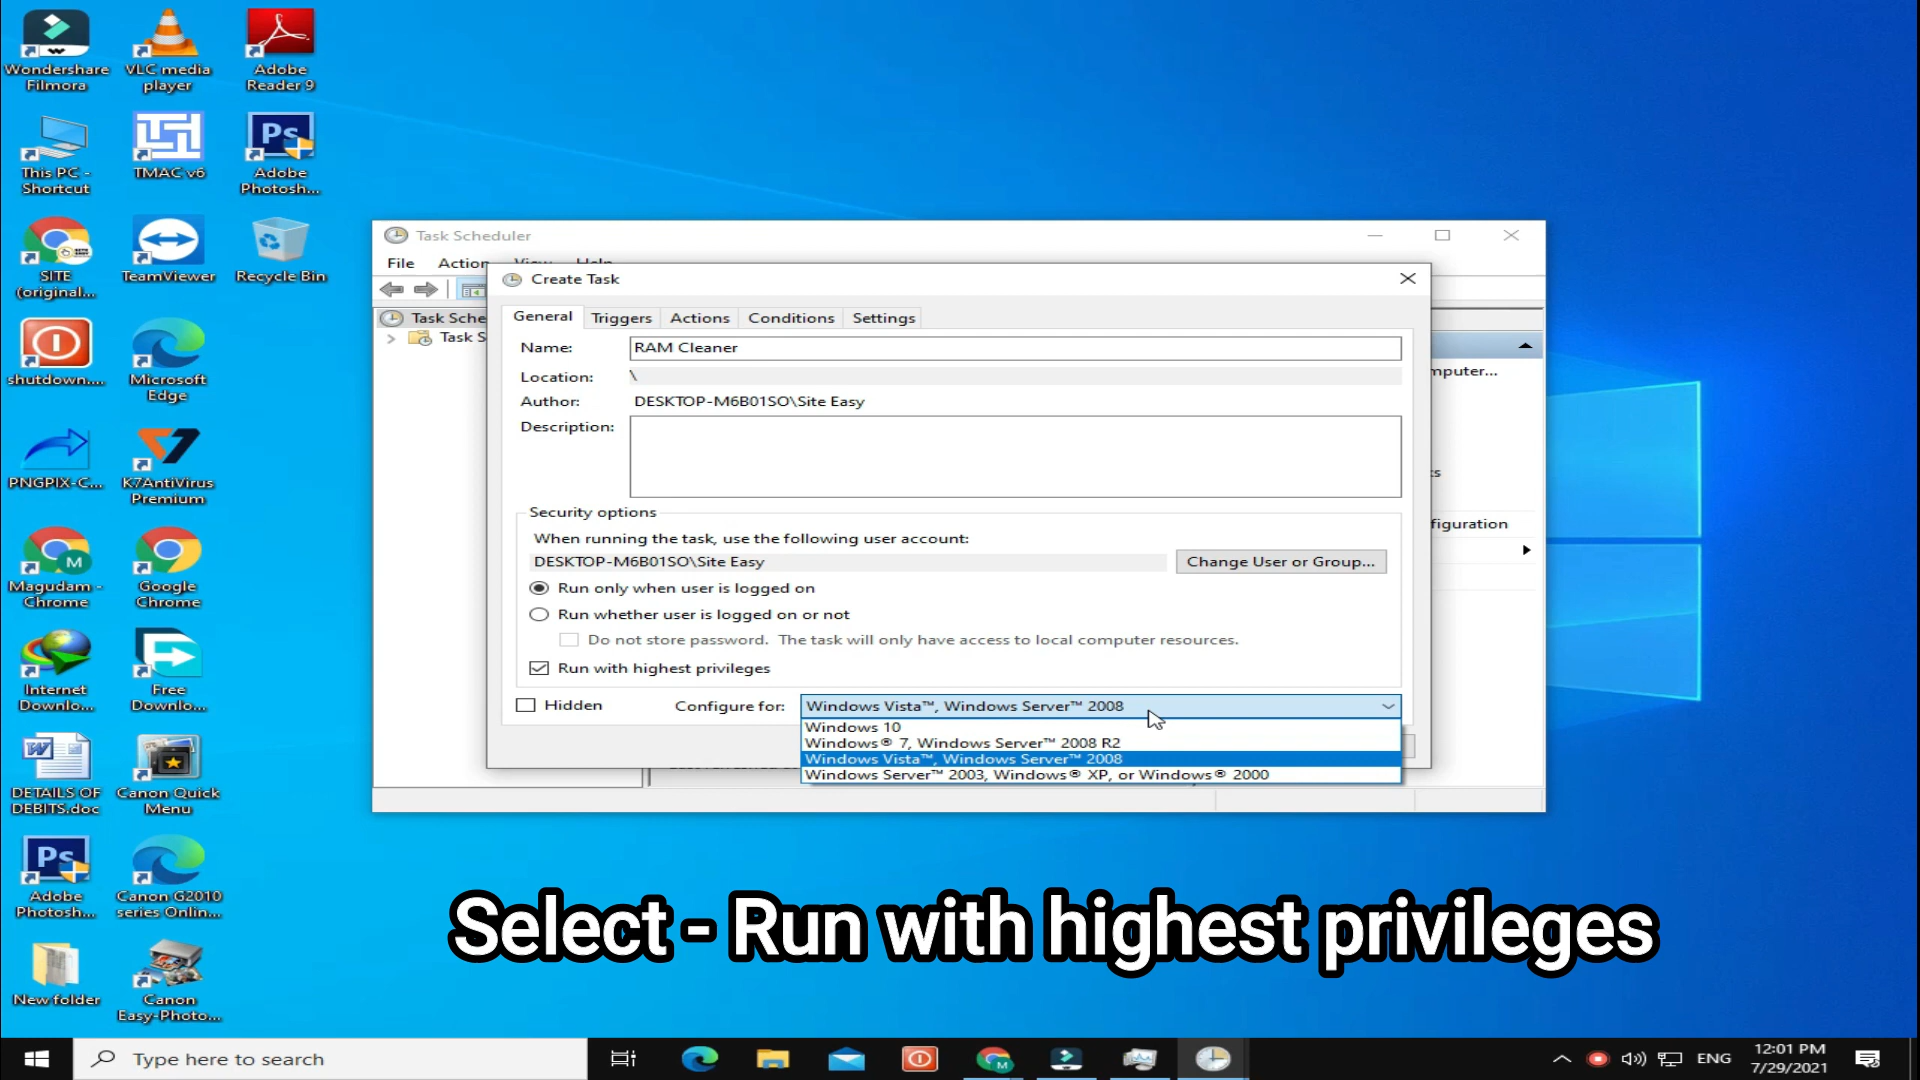 Wondershare
Filmora
VLC media
player
Adobe
Reader 9
This PC -
Shortcut
TMAC v6
Ps
Adobe
Photosh...
SITE
(original...
TeamViewer
Recycle Bin
shutdown....
Microsoft
Edge
PNGPIX-C...
K7AntiVirus
Premium
M
Magudam -
Chrome
Google
Chrome
Internet
Downlo...
Free
Downlo...
DETAILS OF
DEBITS.doc
Canon Quick
Menu
Ps
Adobe
Photosh...
Canon G2010
series Onlin...
New folder
Canon
Easy-Photo...
Task Scheduler
File Action View Help
Task Sche
Task S
mputer...
figuration
Create Task
General Triggers Actions Conditions Settings
Name: RAM Cleaner
Location: \
Author: DESKTOP-M6B01SO\Site Easy
Description:
Security options
When running the task, use the following user account:
DESKTOP-M6B01SO\Site Easy Change User or Group...
Run only when user is logged on
Run whether user is logged on or not
Do not store password. The task will only have access to local computer resources.
Run with highest privileges
Hidden Configure for: Windows Vista™, Windows Server™ 2008
Windows 10
Windows® 7, Windows Server™ 2008 R2
Windows Vista™, Windows Server™ 2008
Windows Server™ 2003, Windows® XP, or Windows® 2000
Select - Run with highest privileges
Type here to search
ENG
12:01 PM
7/29/2021